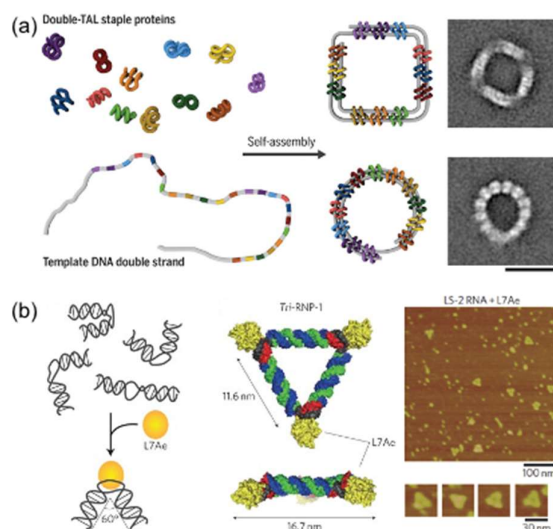 (a)
Double-TAL staple proteins
Self-assembly
Template DNA double strand
(b)
L7Ae
60°
Tri-RNP-1
11.6 nm
L7Ae
16.7 nm
LS-2 RNA + L7Ae
100 nm
30 nm